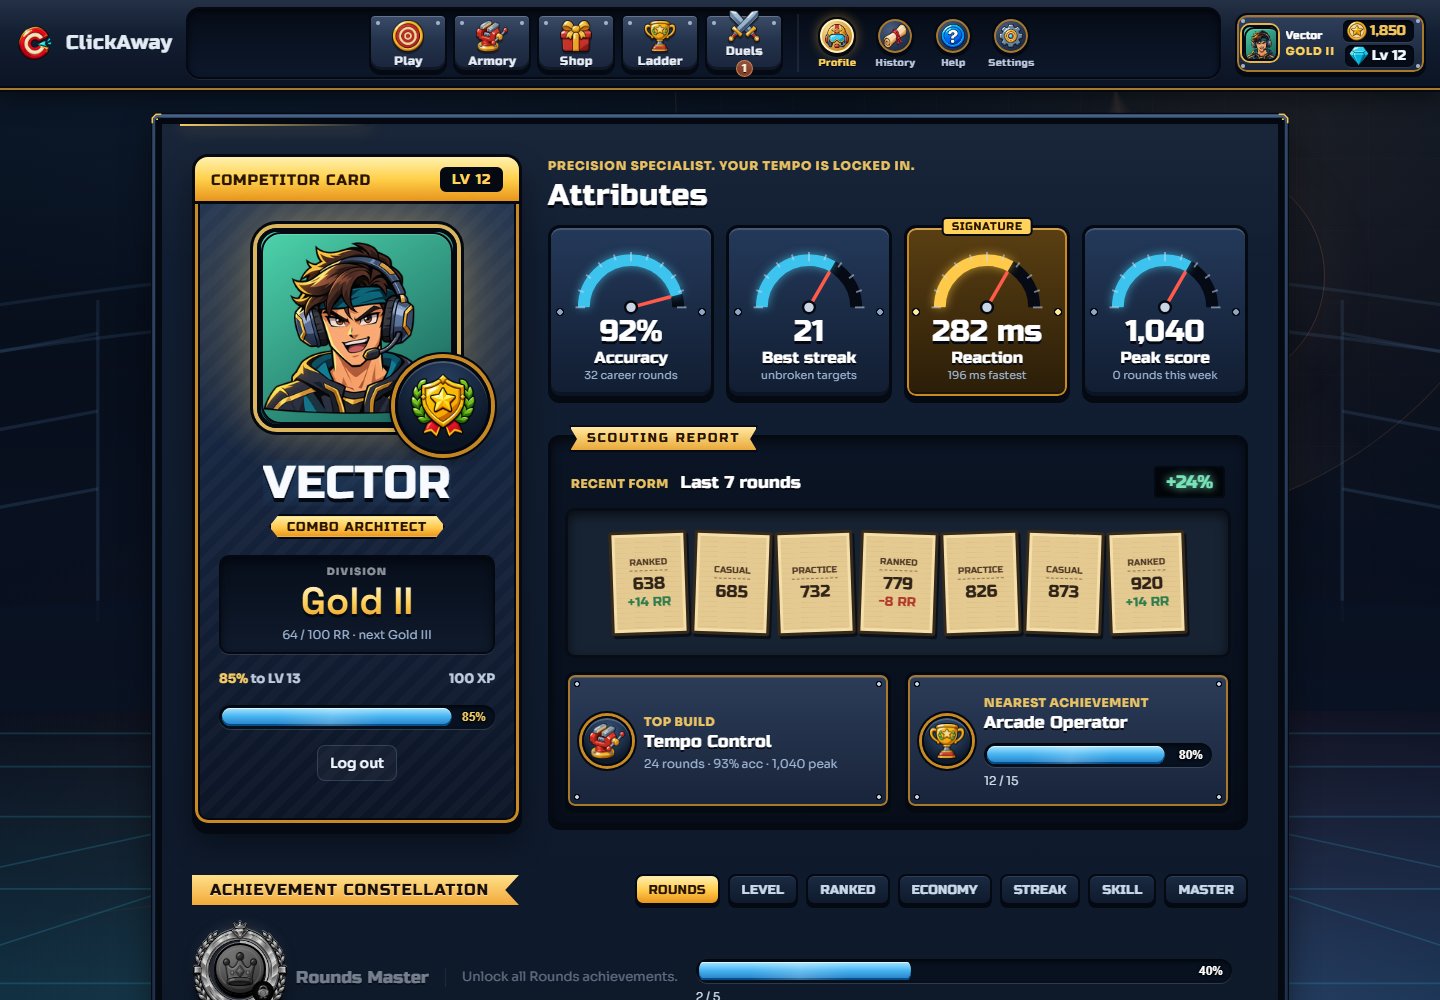 ClickAway
Play
Armory
Shop
Ladder
Duels
1
Profile
History
Help
Settings
Vector
GOLD II
1,850
Lv 12
COMPETITOR CARD
LV 12
VECTOR
COMBO ARCHITECT
DIVISION
Gold II
64 / 100 RR · next Gold III
85% to LV 13
100 XP
85%
Log out
PRECISION SPECIALIST. YOUR TEMPO IS LOCKED IN.
Attributes
92%
Accuracy
32 career rounds
21
Best streak
unbroken targets
SIGNATURE
282 ms
Reaction
196 ms fastest
1,040
Peak score
0 rounds this week
SCOUTING REPORT
RECENT FORM Last 7 rounds
+24%
RANKED
638
+14 RR
CASUAL
685
PRACTICE
732
RANKED
779
-8 RR
PRACTICE
826
CASUAL
873
RANKED
920
+14 RR
TOP BUILD
Tempo Control
24 rounds · 93% acc · 1,040 peak
NEAREST ACHIEVEMENT
Arcade Operator
80%
12 / 15
ACHIEVEMENT CONSTELLATION
ROUNDS
LEVEL
RANKED
ECONOMY
STREAK
SKILL
MASTER
Rounds Master
Unlock all Rounds achievements.
40%
2 / 5